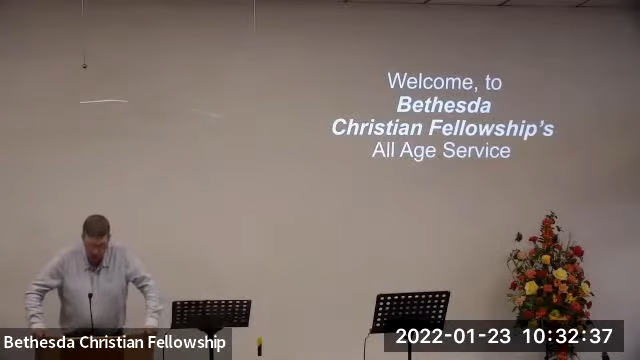 Welcome, to
Bethesda
Christian Fellowship's
All Age Service
Bethesda Christian Fellowship
2022-01-23 10:32:37